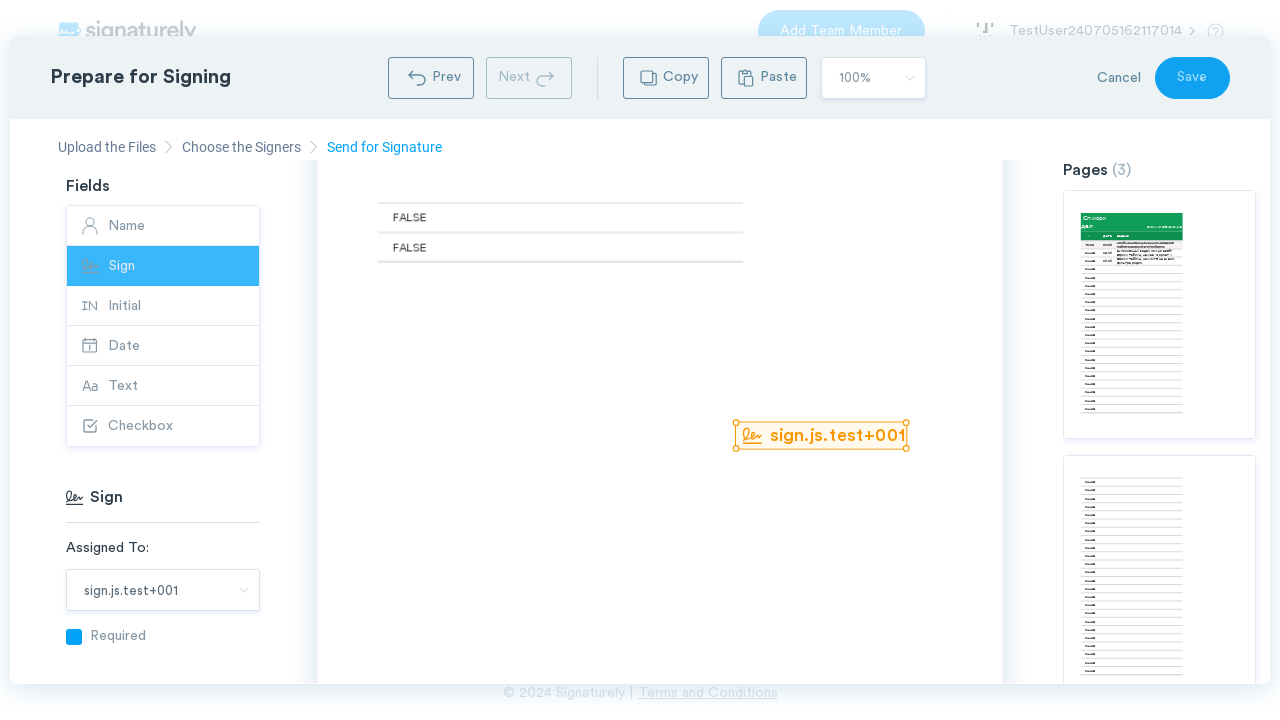 signaturely
Add Team Member
TestUser240705162117014
Prepare for Signing
Prev
Next
Copy
Paste
100%
Cancel
Save
Upload the Files
Choose the Signers
Send for Signature
Fields
Name
Sign
Initial
Date
Text
Checkbox
Sign
Assigned To:
sign.js.test+001
Required
FALSE
FALSE
sign.js.test+001
Pages (3)
Список
дел
© 2024 Signaturely | Terms and Conditions